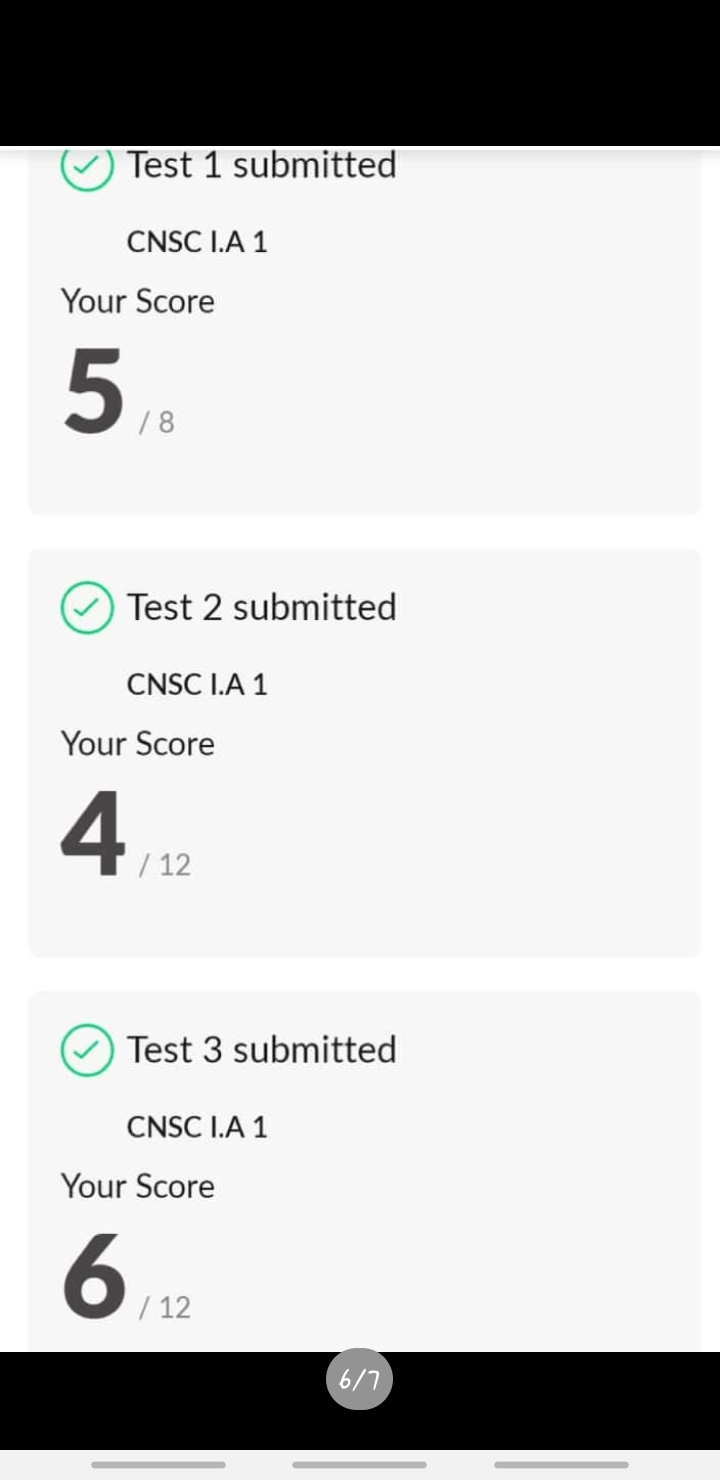 Test 1 submitted
CNSC I.A 1
Your Score
5 / 8
Test 2 submitted
CNSC I.A 1
Your Score
4 / 12
Test 3 submitted
CNSC I.A 1
Your Score
6 / 12
6/7